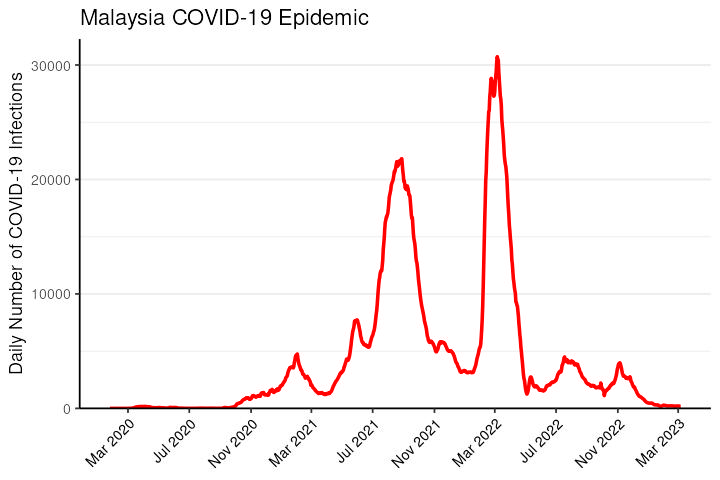 Malaysia COVID-19 Epidemic
Daily Number of COVID-19 Infections
30000
20000
10000
0
Mar 2020
Jul 2020
Nov 2020
Mar 2021
Jul 2021
Nov 2021
Mar 2022
Jul 2022
Nov 2022
Mar 2023